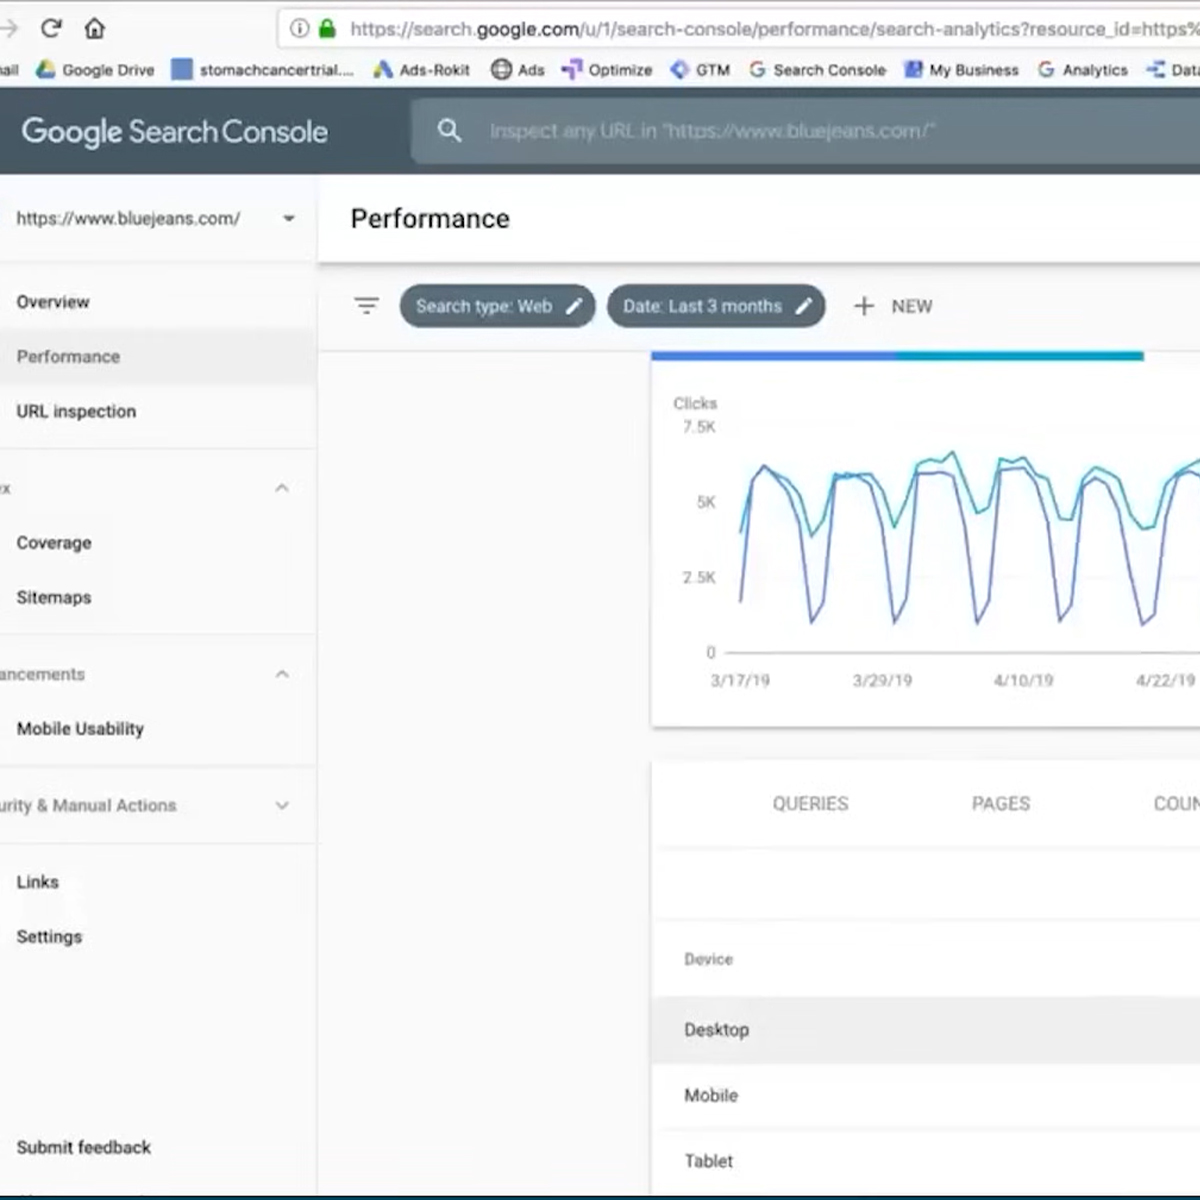 https://search.google.com/u/1/search-console/performance/search-analytics?resource_id=https%
ail Google Drive stomachcancertrial.... Ads-Rokit Ads Optimize GTM Search Console My Business Analytics Data
Google Search Console
Inspect any URL in "https://www.bluejeans.com/"
https://www.bluejeans.com/
Performance
Overview
Search type: Web
Date: Last 3 months
NEW
Performance
URL inspection
x
Coverage
Sitemaps
ancements
Mobile Usability
urity & Manual Actions
Links
Settings
Submit feedback
Clicks
7.5K
5K
2.5K
0
3/17/19 3/29/19 4/10/19 4/22/19
QUERIES PAGES COUN
Device
Desktop
Mobile
Tablet